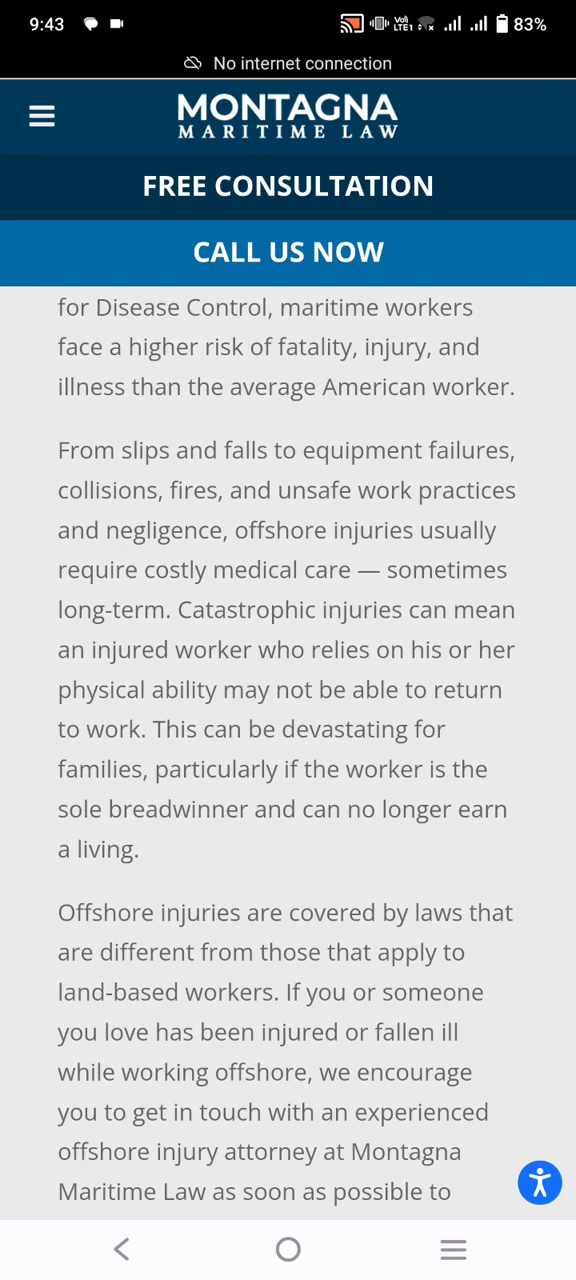 9:43
Vo) LTE1
83%
No internet connection
MONTAGNA
MARITIME LAW
FREE CONSULTATION
CALL US NOW
for Disease Control, maritime workers
face a higher risk of fatality, injury, and
illness than the average American worker.
From slips and falls to equipment failures,
collisions, fires, and unsafe work practices
and negligence, offshore injuries usually
require costly medical care — sometimes
long-term. Catastrophic injuries can mean
an injured worker who relies on his or her
physical ability may not be able to return
to work. This can be devastating for
families, particularly if the worker is the
sole breadwinner and can no longer earn
a living.
Offshore injuries are covered by laws that
are different from those that apply to
land-based workers. If you or someone
you love has been injured or fallen ill
while working offshore, we encourage
you to get in touch with an experienced
offshore injury attorney at Montagna
Maritime Law as soon as possible to